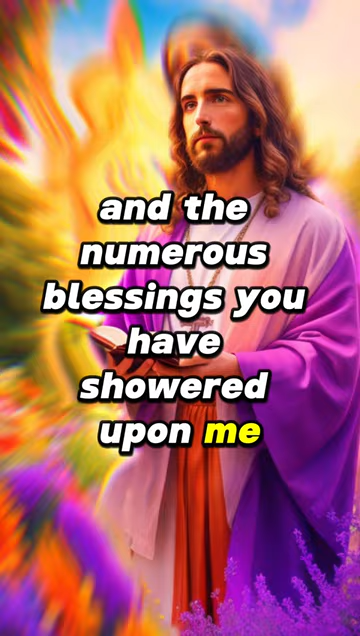 and the
numerous
blessings you
have
showered
upon me